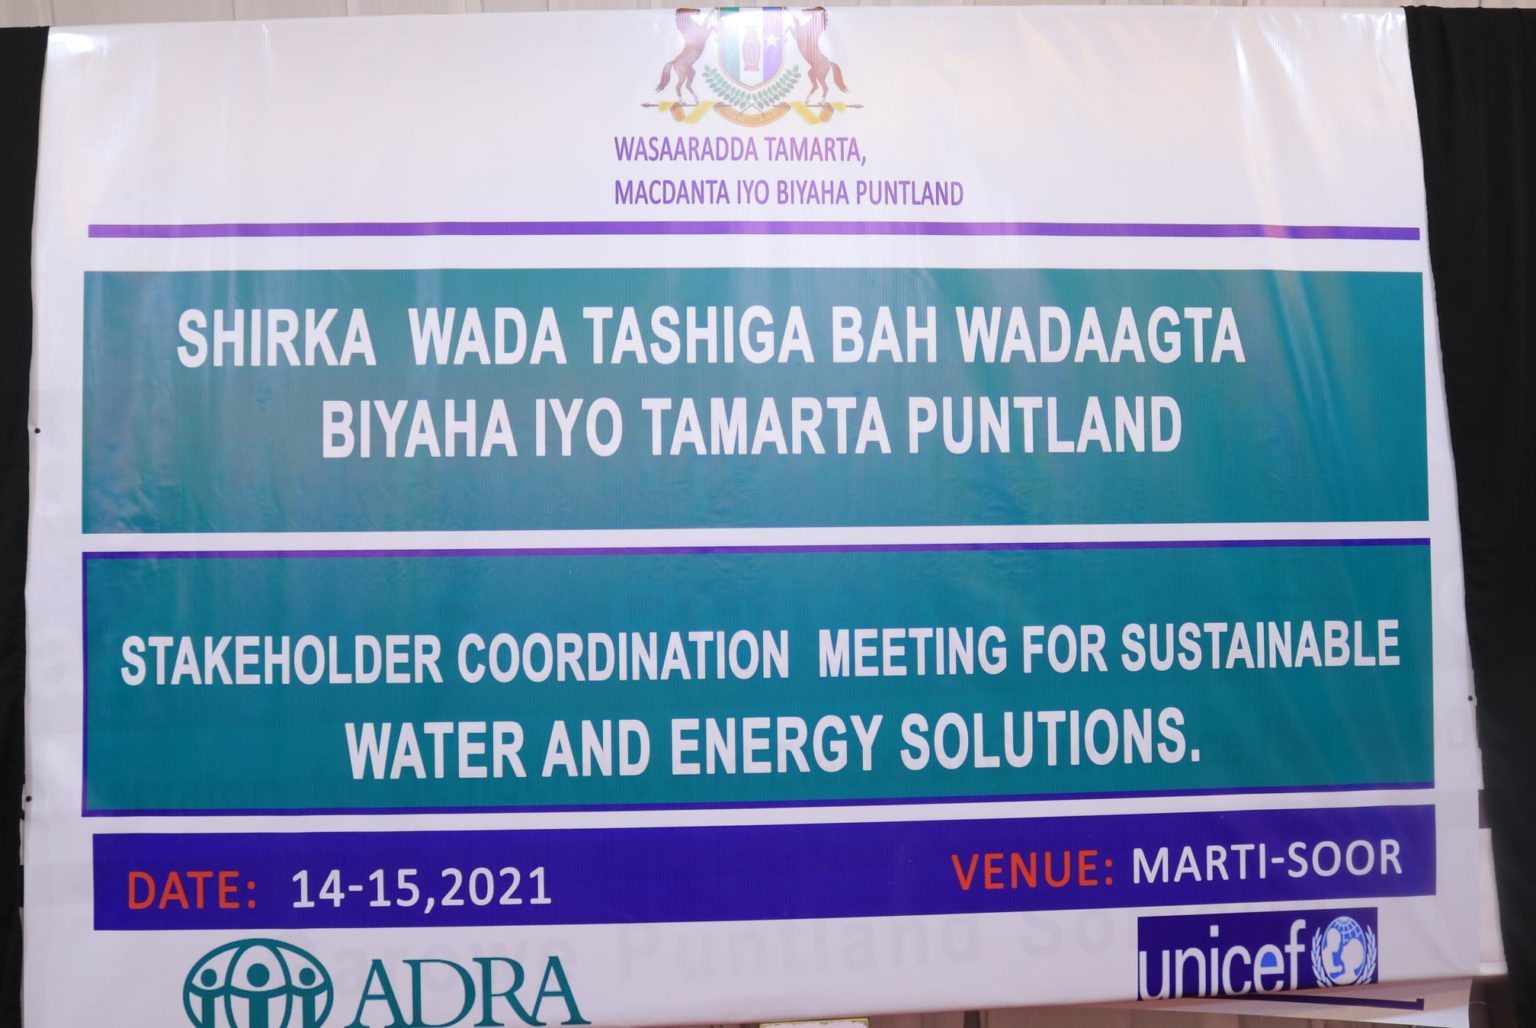 WASAARADDA TAMARTA,
MACDANTA IYO BIYAHA PUNTLAND
SHIRKA WADA TASHIGA BAH WADAAGTA
BIYAHA IYO TAMARTA PUNTLAND
STAKEHOLDER COORDINATION MEETING FOR SUSTAINABLE
WATER AND ENERGY SOLUTIONS.
DATE: 14-15,2021 VENUE: MARTI-SOOR
ADRA unicef